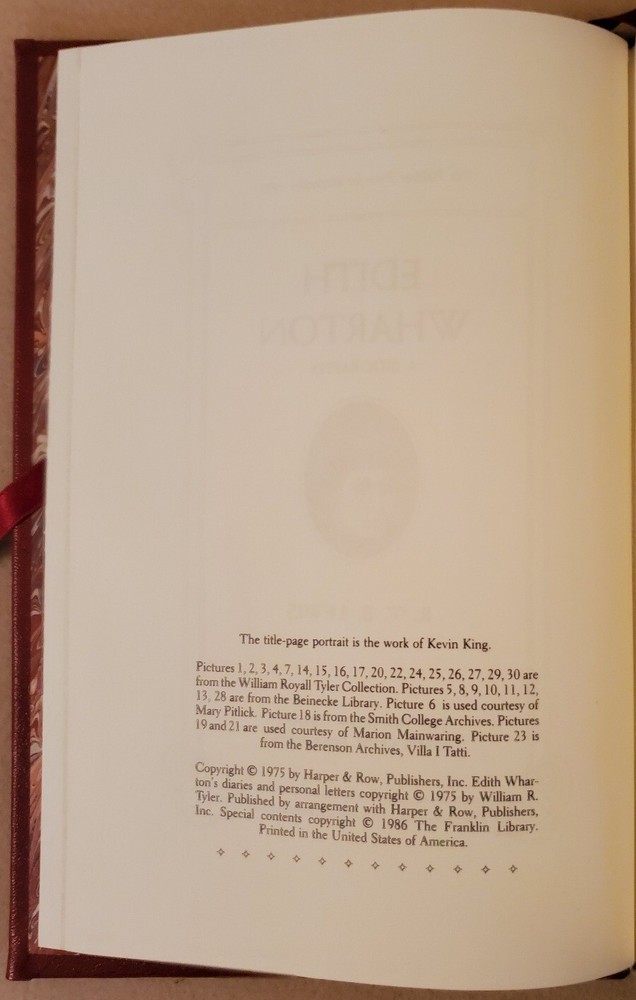 The title-page portrait is the work of Kevin King.
Pictures 1, 2, 3, 4, 7, 14, 15, 16, 17, 20, 22, 24, 25, 26, 27, 29, 30 are
from the William Royall Tyler Collection. Pictures 5, 8, 9, 10, 11, 12,
13, 28 are from the Beinecke Library. Picture 6 is used courtesy of
Mary Pitlick. Picture 18 is from the Smith College Archives. Pictures
19 and 21 are used courtesy of Marion Mainwaring. Picture 23 is
from the Berenson Archives, Villa I Tatti.
Copyright © 1975 by Harper & Row, Publishers, Inc. Edith Whar-
ton's diaries and personal letters copyright © 1975 by William R.
Tyler. Published by arrangement with Harper & Row, Publishers,
Inc. Special contents copyright © 1986 The Franklin Library.
Printed in the United States of America.
EDITH
WHARTON